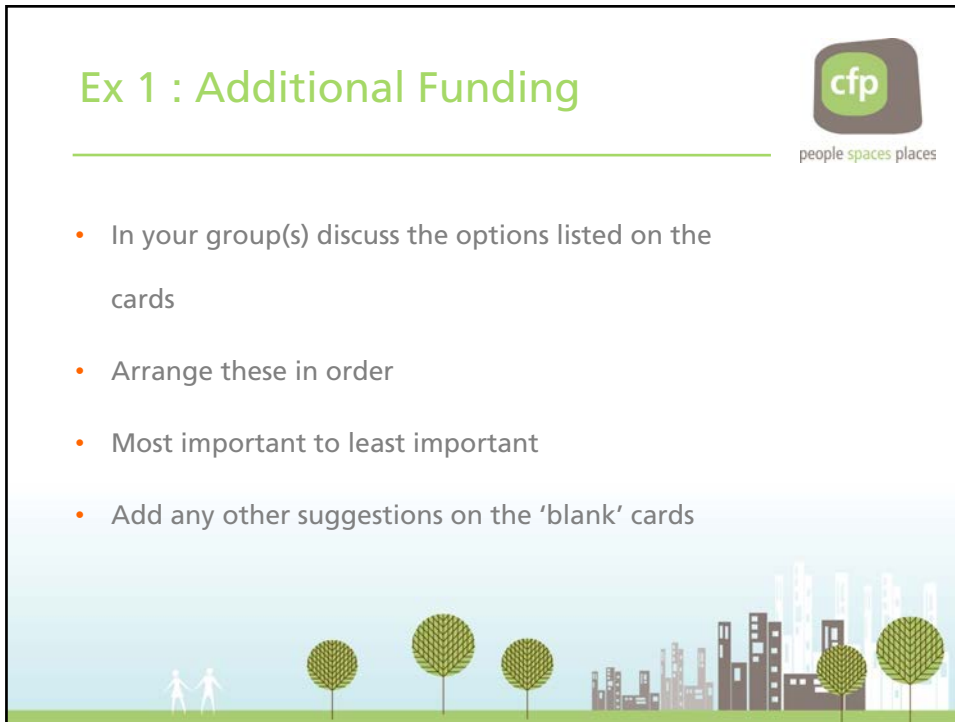 Ex 1 : Additional Funding
cfp
people spaces places
• In your group(s) discuss the options listed on the
cards
• Arrange these in order
• Most important to least important
• Add any other suggestions on the ‘blank’ cards